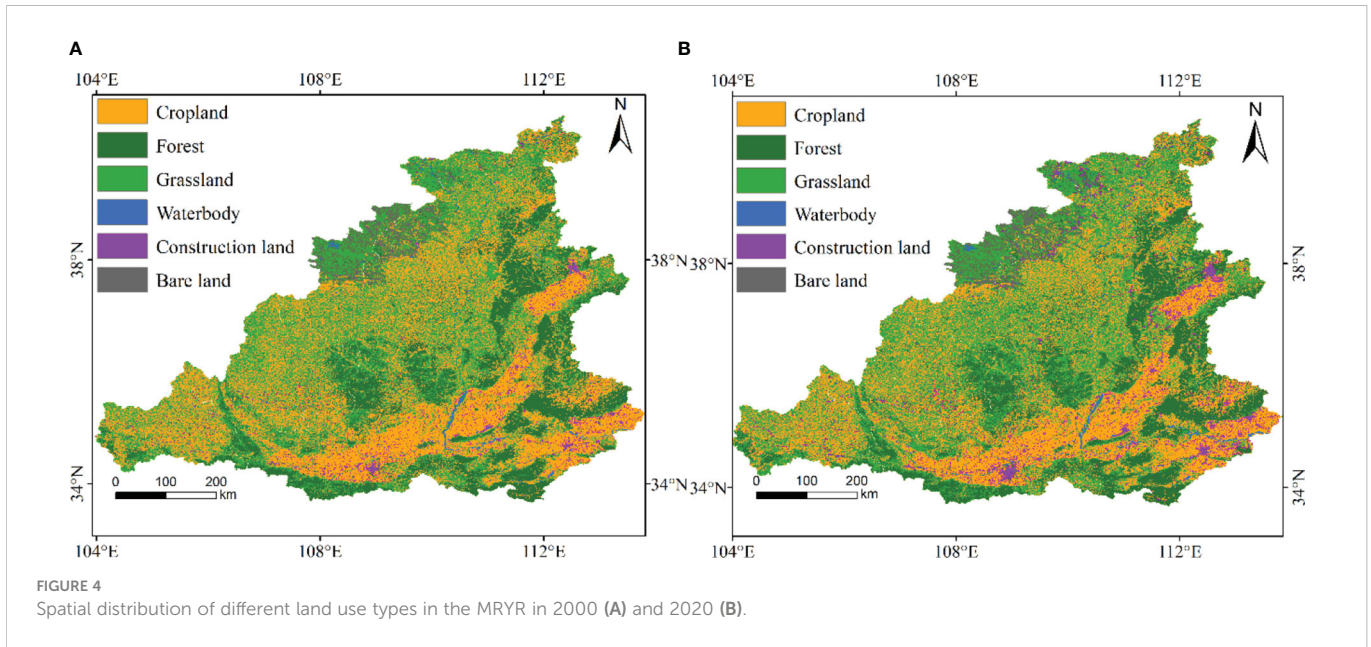 A
104°E
108°E
112°E
Cropland
Forest
Grassland
Waterbody
Construction land
Bare land
N
38°N
38°N
34°N
34°N
0 100 200
km
104°E
108°E
112°E
B
104°E
108°E
112°E
Cropland
Forest
Grassland
Waterbody
Construction land
Bare land
N
38°N
38°N
34°N
34°N
0 100 200
km
104°E
108°E
112°E
FIGURE 4
Spatial distribution of different land use types in the MRYR in 2000 (A) and 2020 (B).